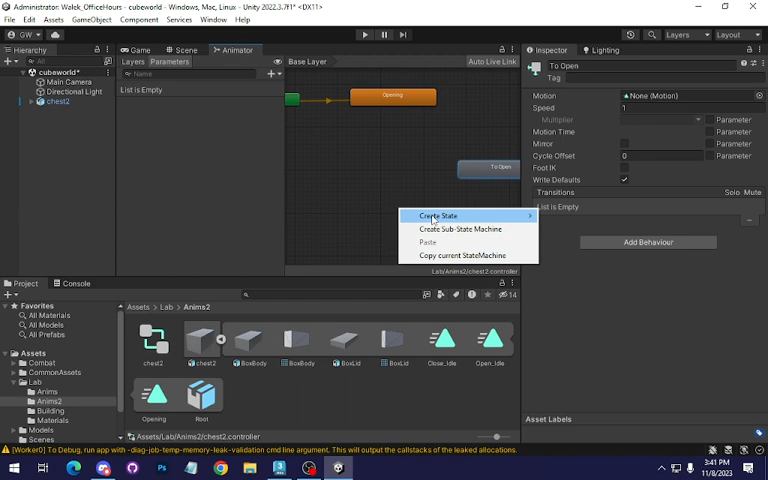 Administrator: Walek_OfficeHours - cubeworld - Windows, Mac, Linux - Unity 2022.3.7f1* <DX11>
File Edit Assets GameObject Component Services Window Help
GW
Layers
Layout
Hierarchy
All
cubeworld*
Main Camera
Directional Light
chest2
Game
Scene
Animator
Layers Parameters
Base Layer
Auto Live Link
Name
List is Empty
Opening
To Open
Create State
Create Sub-State Machine
Paste
Copy current StateMachine
Lab/Anims2/chest2.controller
Inspector
Lighting
To Open
Tag
Motion
None (Motion)
Speed
1
Multiplier
Parameter
Motion Time
Parameter
Mirror
Parameter
Cycle Offset
0
Parameter
Foot IK
Write Defaults
Transitions
Solo Mute
List is Empty
Add Behaviour
Asset Labels
Project
Console
14
Favorites
All Materials
All Models
All Prefabs
Assets
Combat
CommonAssets
Lab
Anims
Anims2
Building
Materials
Models
Scenes
Assets > Lab > Anims2
chest2
chest2
BoxBody
BoxBody
BoxLid
BoxLid
Close_Idle
Open_Idle
Opening
Root
Assets/Lab/Anims2/chest2.controller
[Worker0] To Debug, run app with -diag-job-temp-memory-leak-validation cmd line argument. This will output the callstacks of the leaked allocations.
3:41 PM
11/8/2023